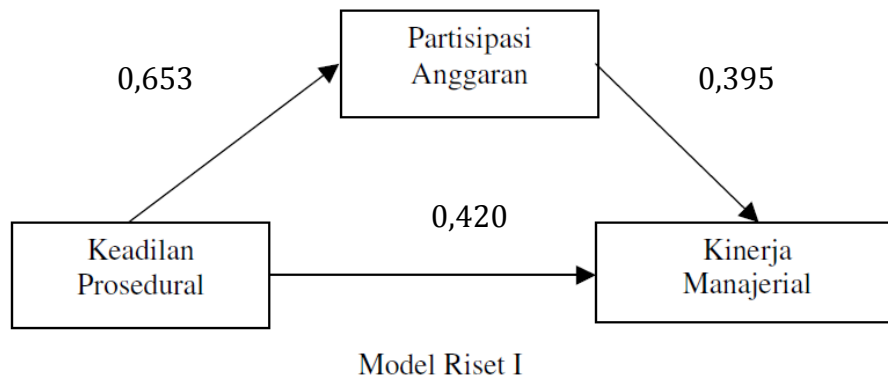 Partisipasi
Anggaran
0,653
0,395
0,420
Keadilan
Prosedural
Kinerja
Manajerial
Model Riset I